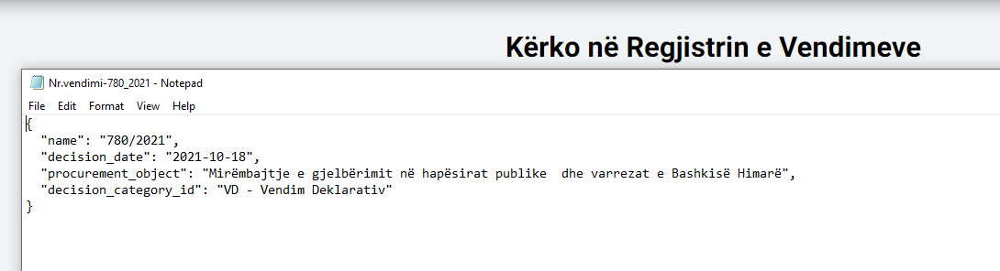 Kërko në Regjistrin e Vendimeve
Nr.vendimi-780_2021 - Notepad
File Edit Format View Help
{
  "name": "780/2021",
  "decision_date": "2021-10-18",
  "procurement_object": "Mirëmbajtje e gjelbërimit në hapësirat publike  dhe varrezat e Bashkisë Himarë",
  "decision_category_id": "VD - Vendim Deklarativ"
}